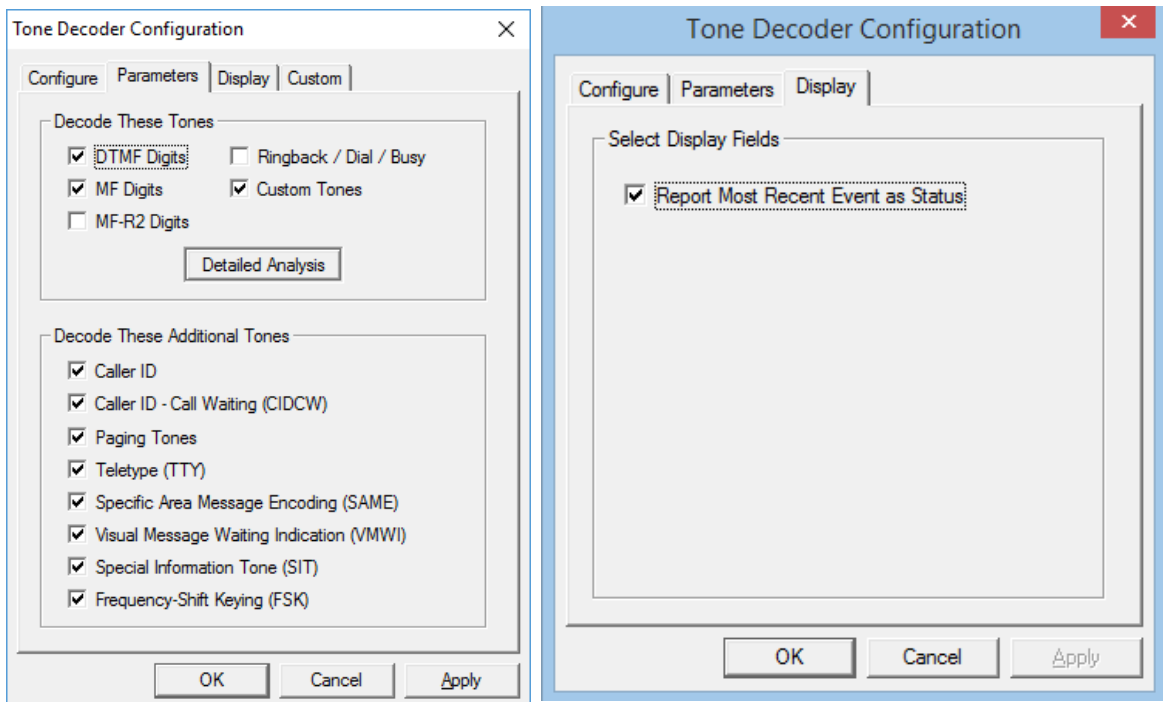 Tone Decoder Configuration
Configure Parameters Display Custom
Decode These Tones
DTMF Digits Ringback / Dial / Busy
MF Digits Custom Tones
MF-R2 Digits
Detailed Analysis
Decode These Additional Tones
Caller ID
Caller ID - Call Waiting (CIDCW)
Paging Tones
Teletype (TTY)
Specific Area Message Encoding (SAME)
Visual Message Waiting Indication (VMWI)
Special Information Tone (SIT)
Frequency-Shift Keying (FSK)
OK Cancel Apply
Tone Decoder Configuration
Configure Parameters Display
Select Display Fields
Report Most Recent Event as Status
OK Cancel Apply